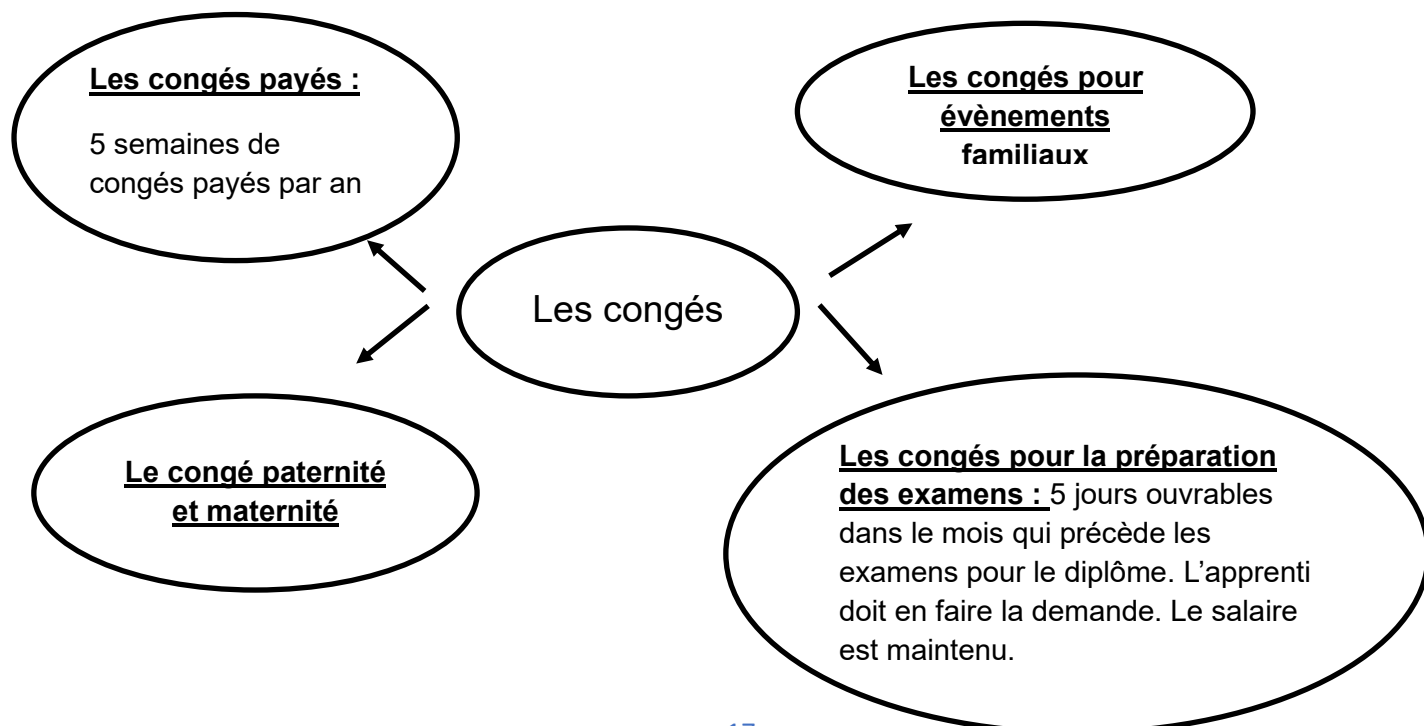 Les congés payés :
5 semaines de
congés payés par an
Les congés pour
évènements
familiaux
Les congés
Le congé paternité
et maternité
Les congés pour la préparation
des examens : 5 jours ouvrables
dans le mois qui précède les
examens pour le diplôme. L’apprenti
doit en faire la demande. Le salaire
est maintenu.